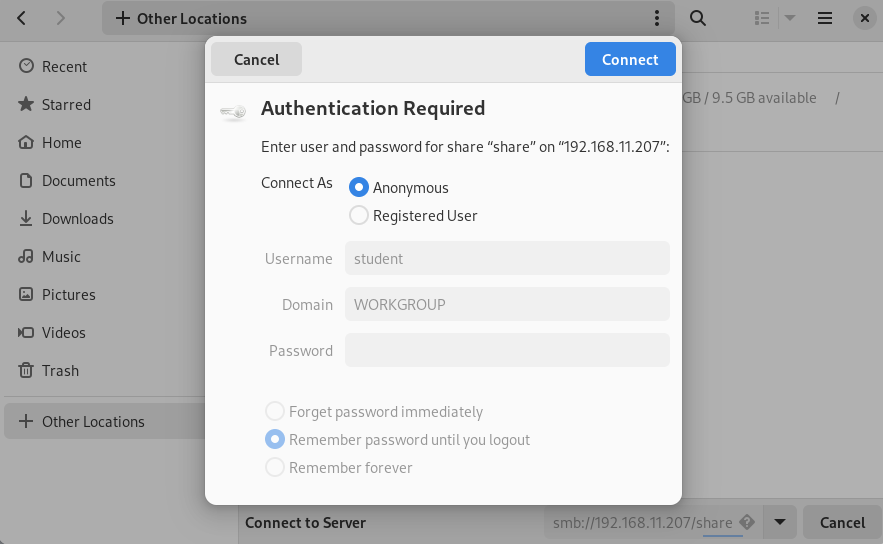 Other Locations
Recent
Starred
Home
Documents
Downloads
Music
Pictures
Videos
Trash
Other Locations
GB / 9.5 GB available /
Cancel
Connect
Authentication Required
Enter user and password for share “share” on “192.168.11.207”:
Connect As
Anonymous
Registered User
Username student
Domain WORKGROUP
Password
Forget password immediately
Remember password until you logout
Remember forever
Connect to Server
smb://192.168.11.207/share
Cancel